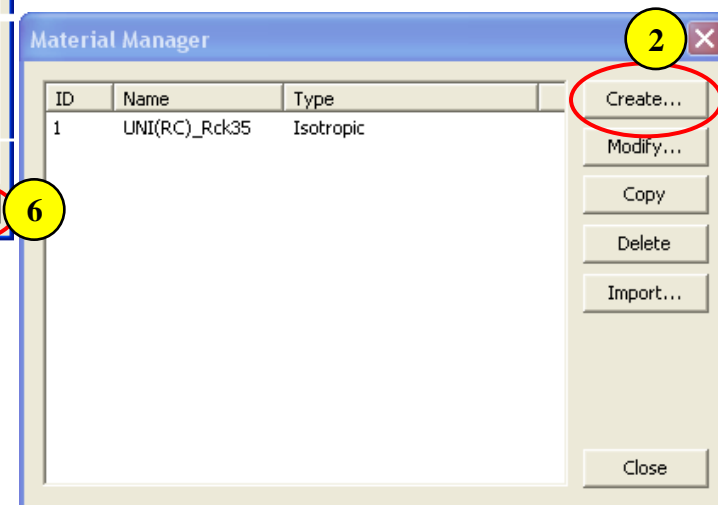 Material Manager
2
ID Name Type
1 UNI(RC)_Rck35 Isotropic
Create...
Modify...
Copy
Delete
Import...
Close
6